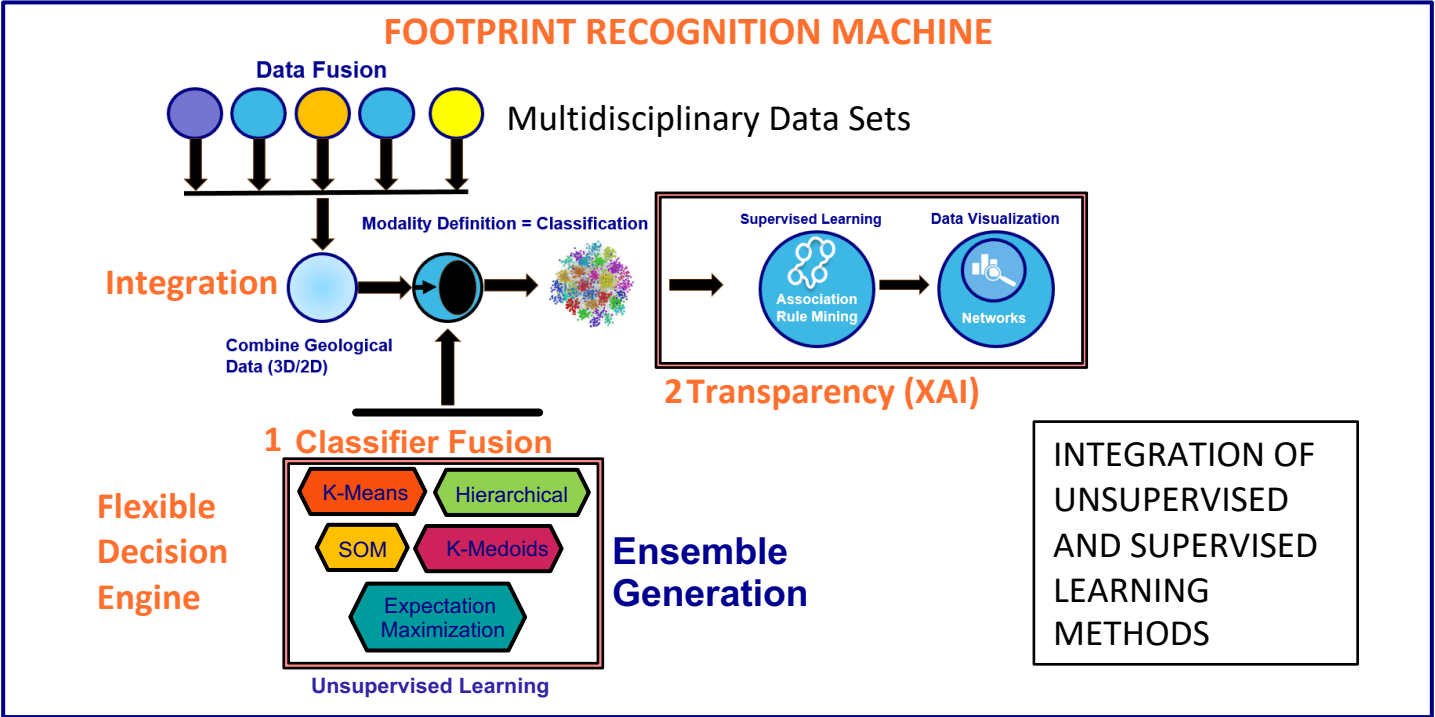 FOOTPRINT RECOGNITION MACHINE
Data Fusion
Multidisciplinary Data Sets
Modality Definition = Classification
Supervised Learning
Data Visualization
Integration
Association
Rule Mining
Networks
Combine Geological
Data (3D/2D)
2 Transparency (XAI)
1 Classifier Fusion
K-Means
Hierarchical
SOM
K-Medoids
Expectation
Maximization
Unsupervised Learning
Flexible
Decision
Engine
Ensemble
Generation
INTEGRATION OF
UNSUPERVISED
AND SUPERVISED
LEARNING
METHODS